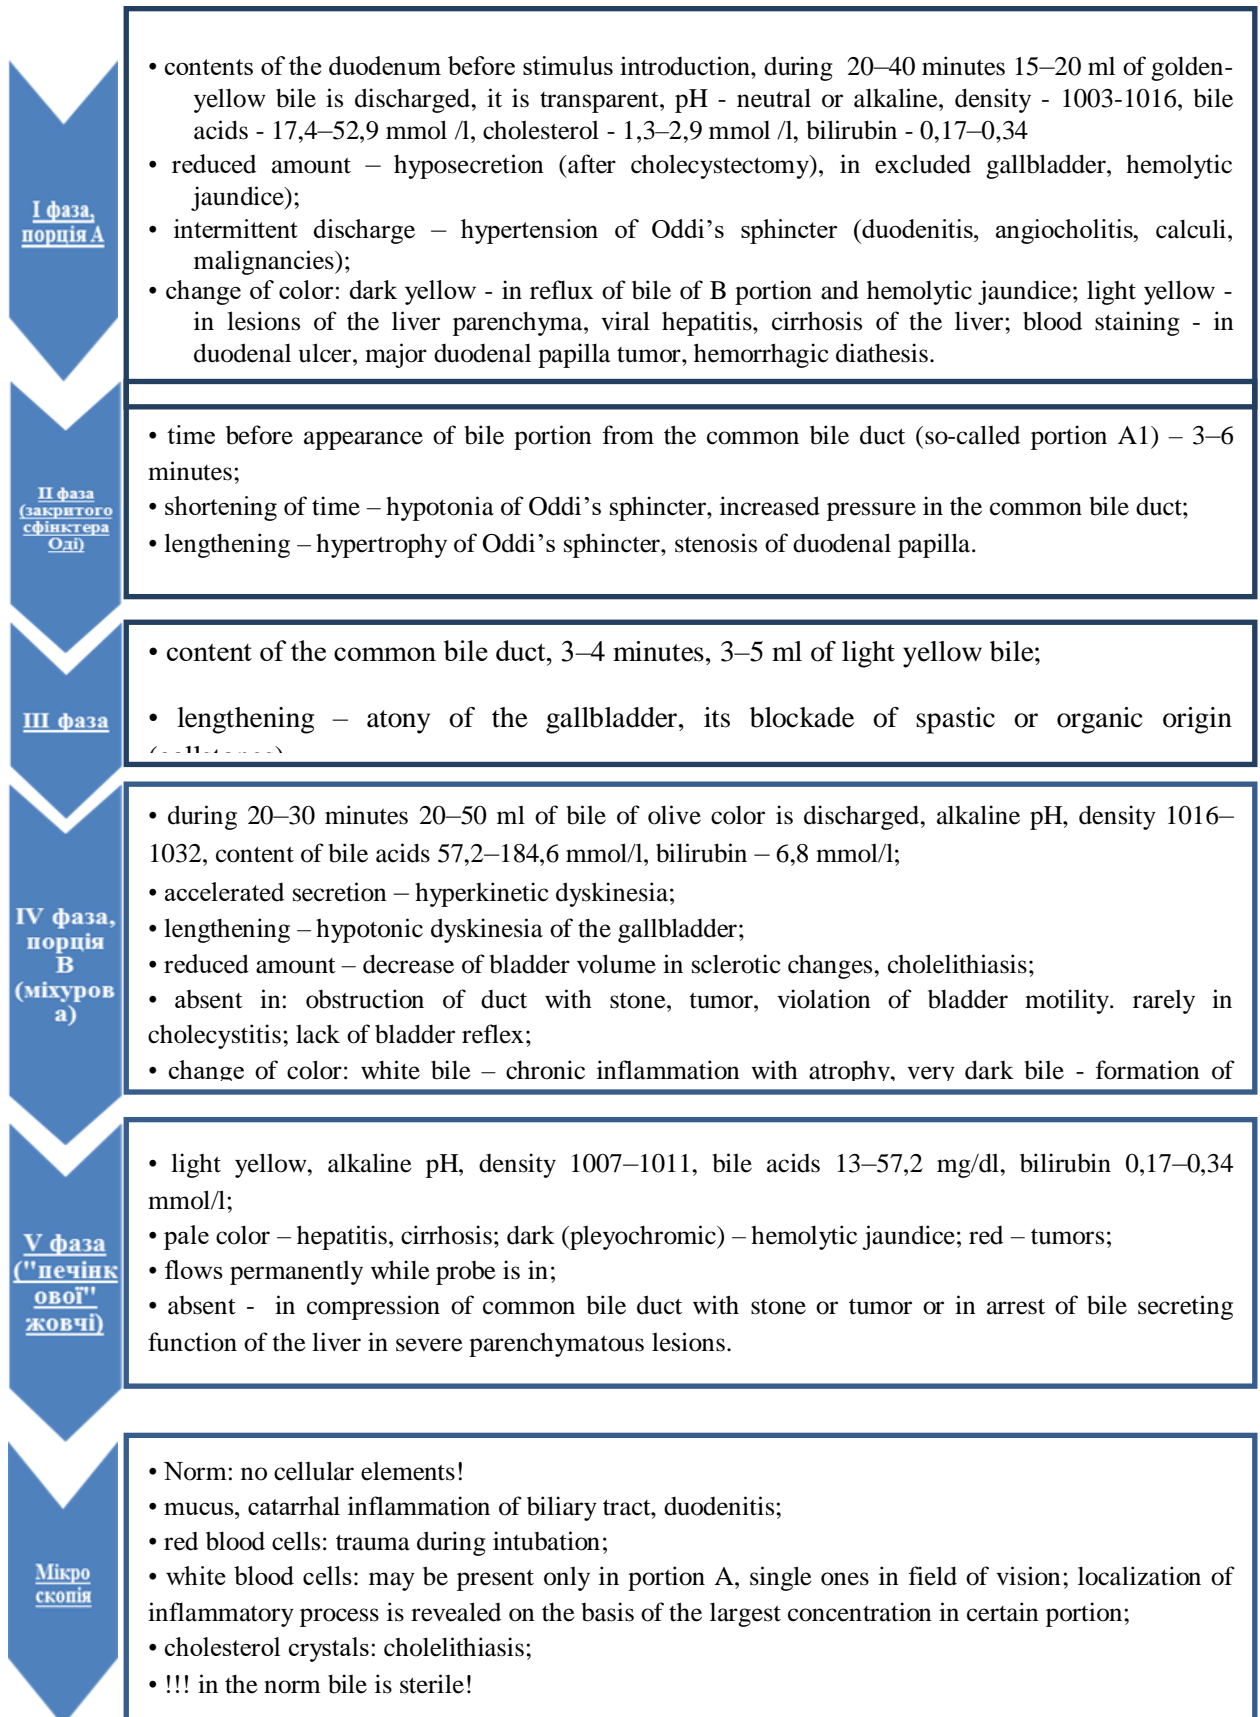 I фаза,
порція А
• contents of the duodenum before stimulus introduction, during 20–40 minutes 15–20 ml of golden-
yellow bile is discharged, it is transparent, pH - neutral or alkaline, density - 1003-1016, bile
acids - 17,4–52,9 mmol /l, cholesterol - 1,3–2,9 mmol /l, bilirubin - 0,17–0,34
• reduced amount – hyposecretion (after cholecystectomy), in excluded gallbladder, hemolytic
jaundice);
• intermittent discharge – hypertension of Oddi’s sphincter (duodenitis, angiocholitis, calculi,
malignancies);
• change of color: dark yellow - in reflux of bile of B portion and hemolytic jaundice; light yellow -
in lesions of the liver parenchyma, viral hepatitis, cirrhosis of the liver; blood staining - in
duodenal ulcer, major duodenal papilla tumor, hemorrhagic diathesis.
II фаза
(закритого
сфінктера
Оді)
• time before appearance of bile portion from the common bile duct (so-called portion A1) – 3–6
minutes;
• shortening of time – hypotonia of Oddi’s sphincter, increased pressure in the common bile duct;
• lengthening – hypertrophy of Oddi’s sphincter, stenosis of duodenal papilla.
III фаза
• content of the common bile duct, 3–4 minutes, 3–5 ml of light yellow bile;
• lengthening – atony of the gallbladder, its blockade of spastic or organic origin
IV фаза,
порція
В
(міхуров
а)
• during 20–30 minutes 20–50 ml of bile of olive color is discharged, alkaline pH, density 1016–
1032, content of bile acids 57,2–184,6 mmol/l, bilirubin – 6,8 mmol/l;
• accelerated secretion – hyperkinetic dyskinesia;
• lengthening – hypotonic dyskinesia of the gallbladder;
• reduced amount – decrease of bladder volume in sclerotic changes, cholelithiasis;
• absent in: obstruction of duct with stone, tumor, violation of bladder motility. rarely in
cholecystitis; lack of bladder reflex;
• change of color: white bile – chronic inflammation with atrophy, very dark bile - formation of
V фаза
("печінк
ової"
жовчі)
• light yellow, alkaline pH, density 1007–1011, bile acids 13–57,2 mg/dl, bilirubin 0,17–0,34
mmol/l;
• pale color – hepatitis, cirrhosis; dark (pleyochromic) – hemolytic jaundice; red – tumors;
• flows permanently while probe is in;
• absent - in compression of common bile duct with stone or tumor or in arrest of bile secreting
function of the liver in severe parenchymatous lesions.
Мікро
скопія
• Norm: no cellular elements!
• mucus, catarrhal inflammation of biliary tract, duodenitis;
• red blood cells: trauma during intubation;
• white blood cells: may be present only in portion A, single ones in field of vision; localization of
inflammatory process is revealed on the basis of the largest concentration in certain portion;
• cholesterol crystals: cholelithiasis;
• !!! in the norm bile is sterile!